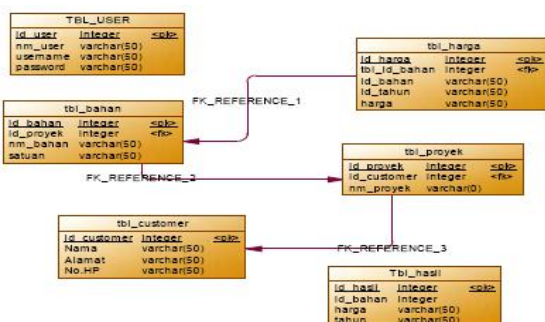 TBL_USER
id_user Integer <pk>
nm_user varchar(50)
username varchar(50)
password varchar(50)
tbl_harga
id_harga Integer <pk>
tbl_id_bahan Integer <fk>
id_bahan varchar(50)
id_tahun varchar(50)
harga varchar(50)
FK_REFERENCE_1
tbl_bahan
id_bahan Integer <pk>
id_proyek Integer <fk>
nm_bahan varchar(50)
satuan varchar(50)
FK_REFERENCE_2
tbl_proyek
id_proyek Integer <pk>
id_customer Integer <fk>
nm_proyek varchar(0)
tbl_customer
id_customer Integer <pk>
Nama varchar(50)
Alamat varchar(50)
No.HP varchar(50)
FK_REFERENCE_3
Tbl_hasil
id_hasil Integer <pk>
id_bahan Integer
harga varchar(50)
tahun varchar(50)